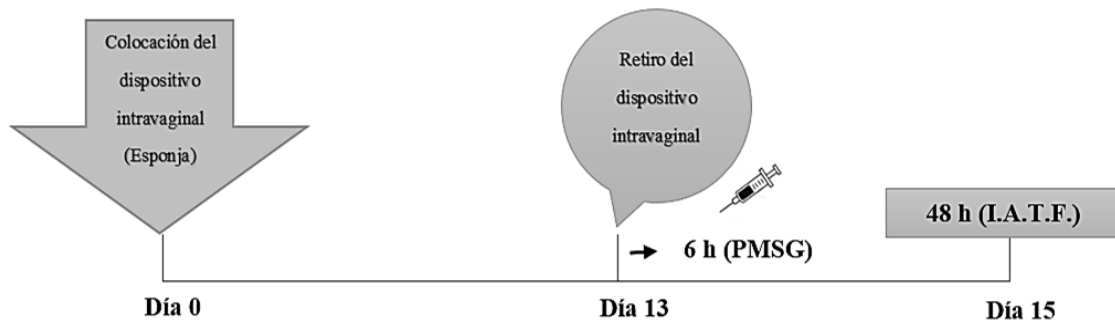 Colocación del
dispositivo
intravaginal
(Esponja)
Retiro del
dispositivo
intravaginal
6 h (PMSG)
48 h (I.A.T.F.)
Día 0
Día 13
Día 15